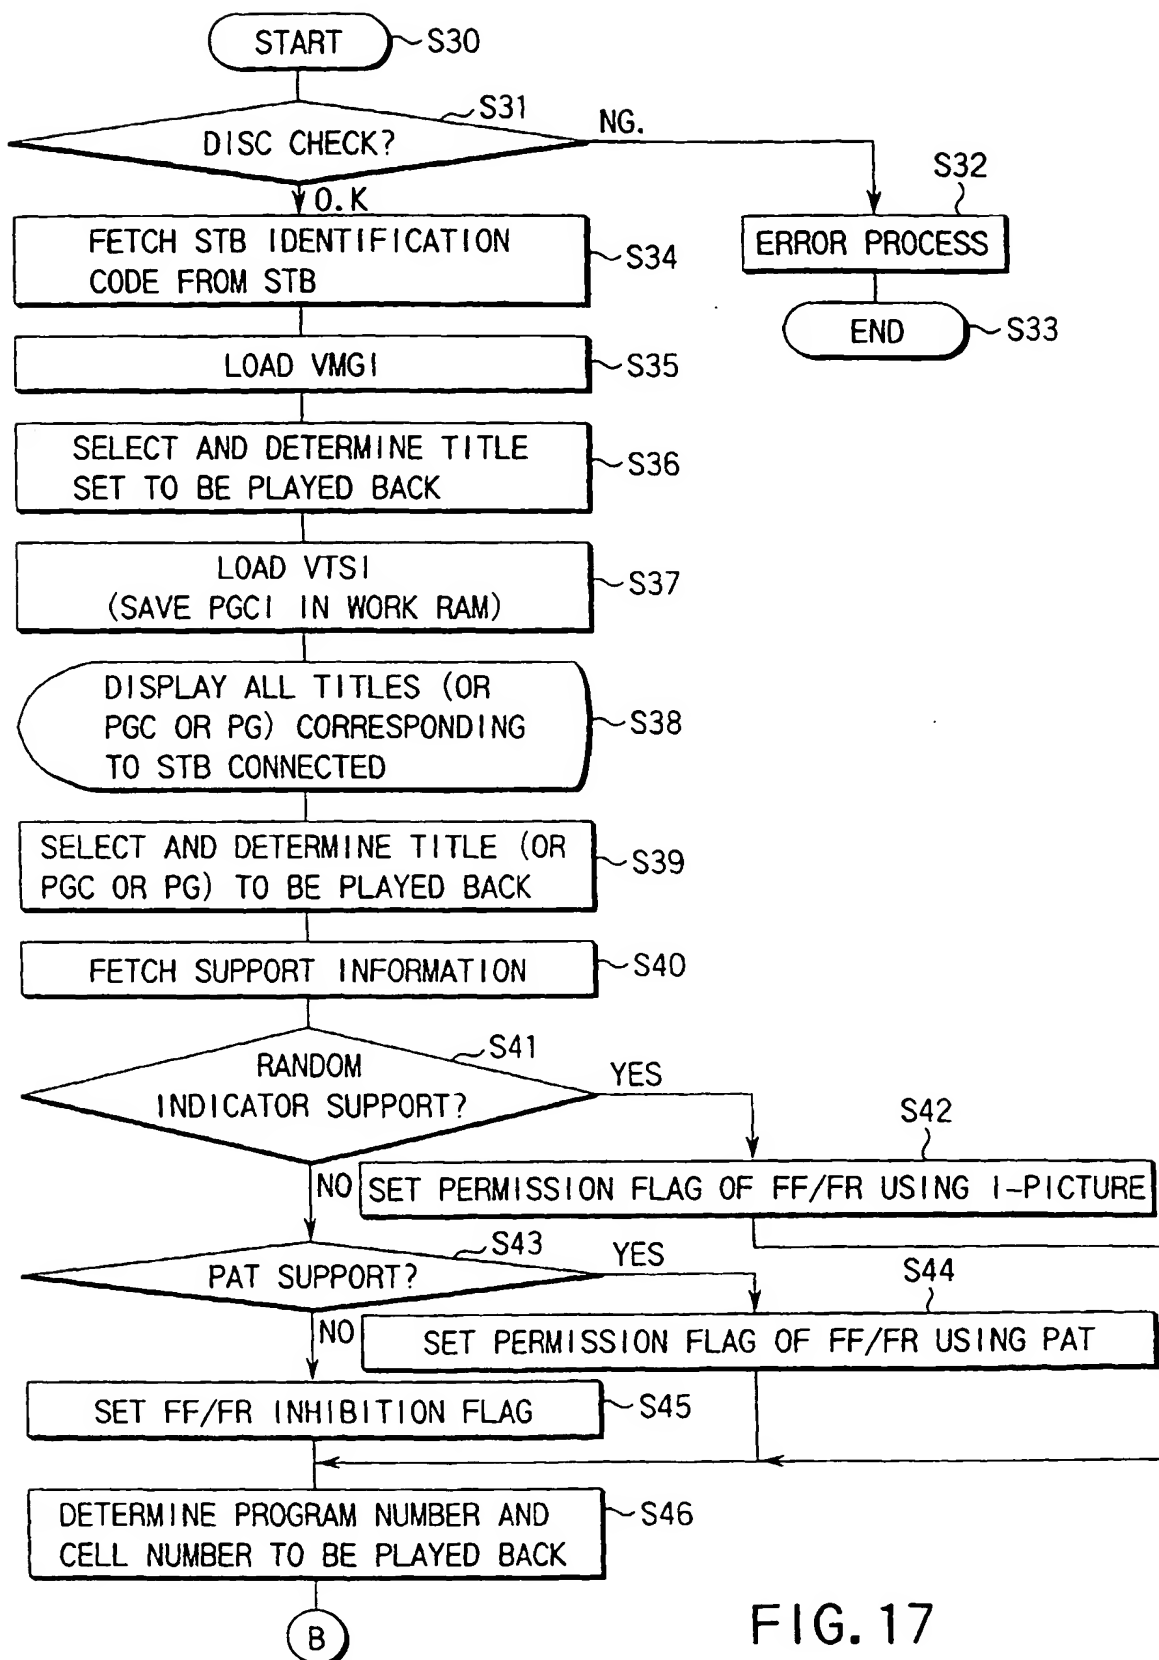 START
S30
S31
DISC CHECK?
NG.
O.K
S32
ERROR PROCESS
END
S33
FETCH STB IDENTIFICATION
CODE FROM STB
S34
LOAD VMGI
S35
SELECT AND DETERMINE TITLE
SET TO BE PLAYED BACK
S36
LOAD VTSI
(SAVE PGCI IN WORK RAM)
S37
DISPLAY ALL TITLES (OR
PGC OR PG) CORRESPONDING
TO STB CONNECTED
S38
SELECT AND DETERMINE TITLE (OR
PGC OR PG) TO BE PLAYED BACK
S39
FETCH SUPPORT INFORMATION
S40
S41
RANDOM
INDICATOR SUPPORT?
YES
NO
S42
SET PERMISSION FLAG OF FF/FR USING I-PICTURE
S43
PAT SUPPORT?
YES
NO
S44
SET PERMISSION FLAG OF FF/FR USING PAT
SET FF/FR INHIBITION FLAG
S45
DETERMINE PROGRAM NUMBER AND
CELL NUMBER TO BE PLAYED BACK
S46
B
FIG. 17